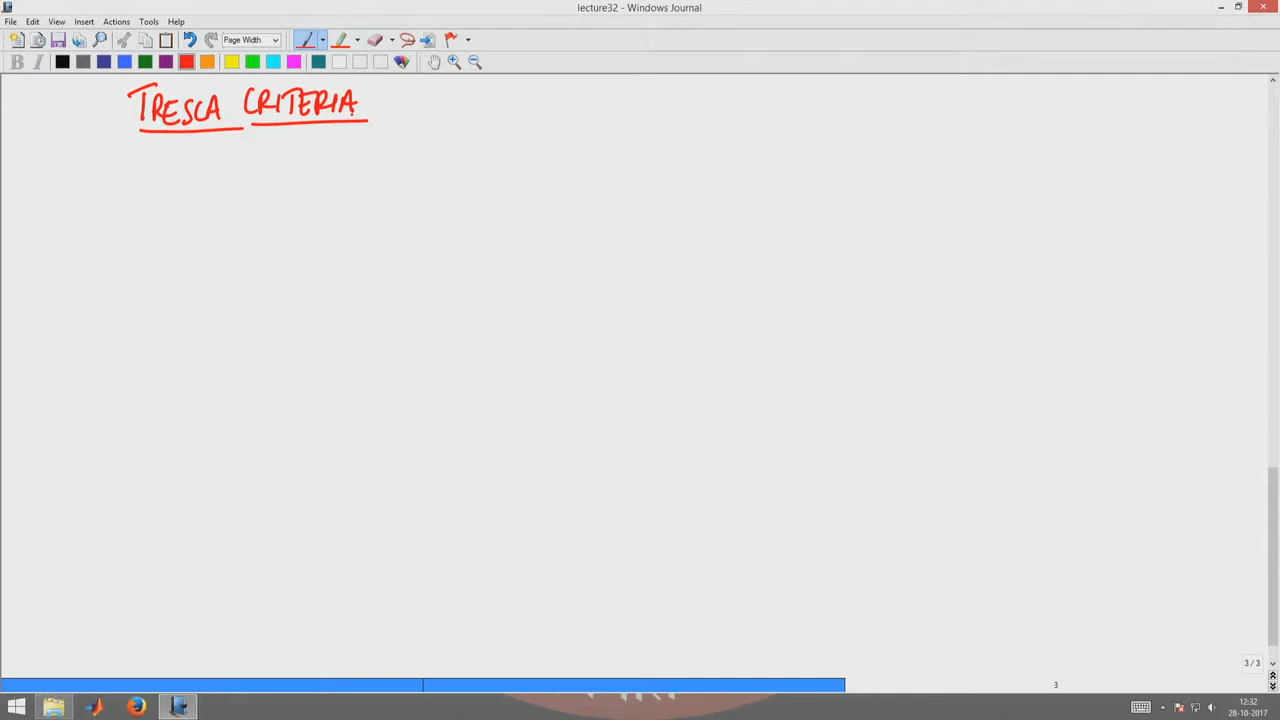 lecture32 - Windows Journal
File Edit View Insert Actions Tools Help
Page Width
B I
TRESCA CRITERIA
3 / 3
3
12:32
28-10-2017